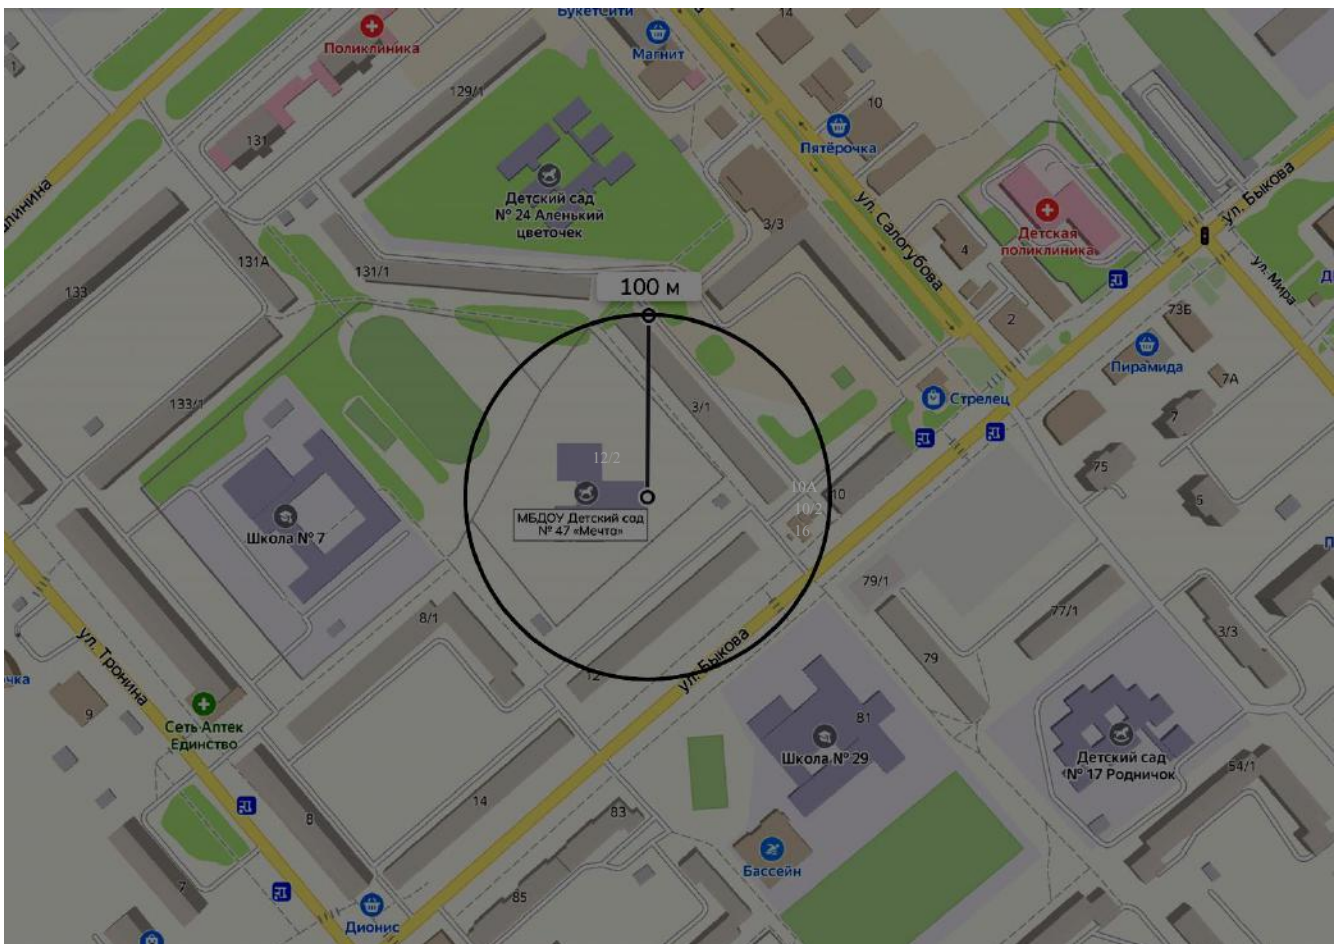 БукетСити
14
Поликлиника
Магнит
1
129/1
10
131
Пятёрочка
Детский сад
№ 24 Аленький
цветочек
ул. Быкова
3/3
ул. Салогубова
Детская
поликлиника
4
131А
131/1
ул. Мира
133
100 м
73Б
2
Пирамида
7А
133/1
3/1
Стрелец
7
12/2
75
10А
10
10/2
5
МБДОУ Детский сад
№ 47 «Мечта»
16
Школа № 7
79/1
77/1
8/1
3/3
ул. Тронина
ул. Быкова
79
12
9
81
Сеть Аптек
Единство
Школа № 29
Детский сад
№ 17 Родничок
54/1
14
8
83
Бассейн
7
85
Дионис